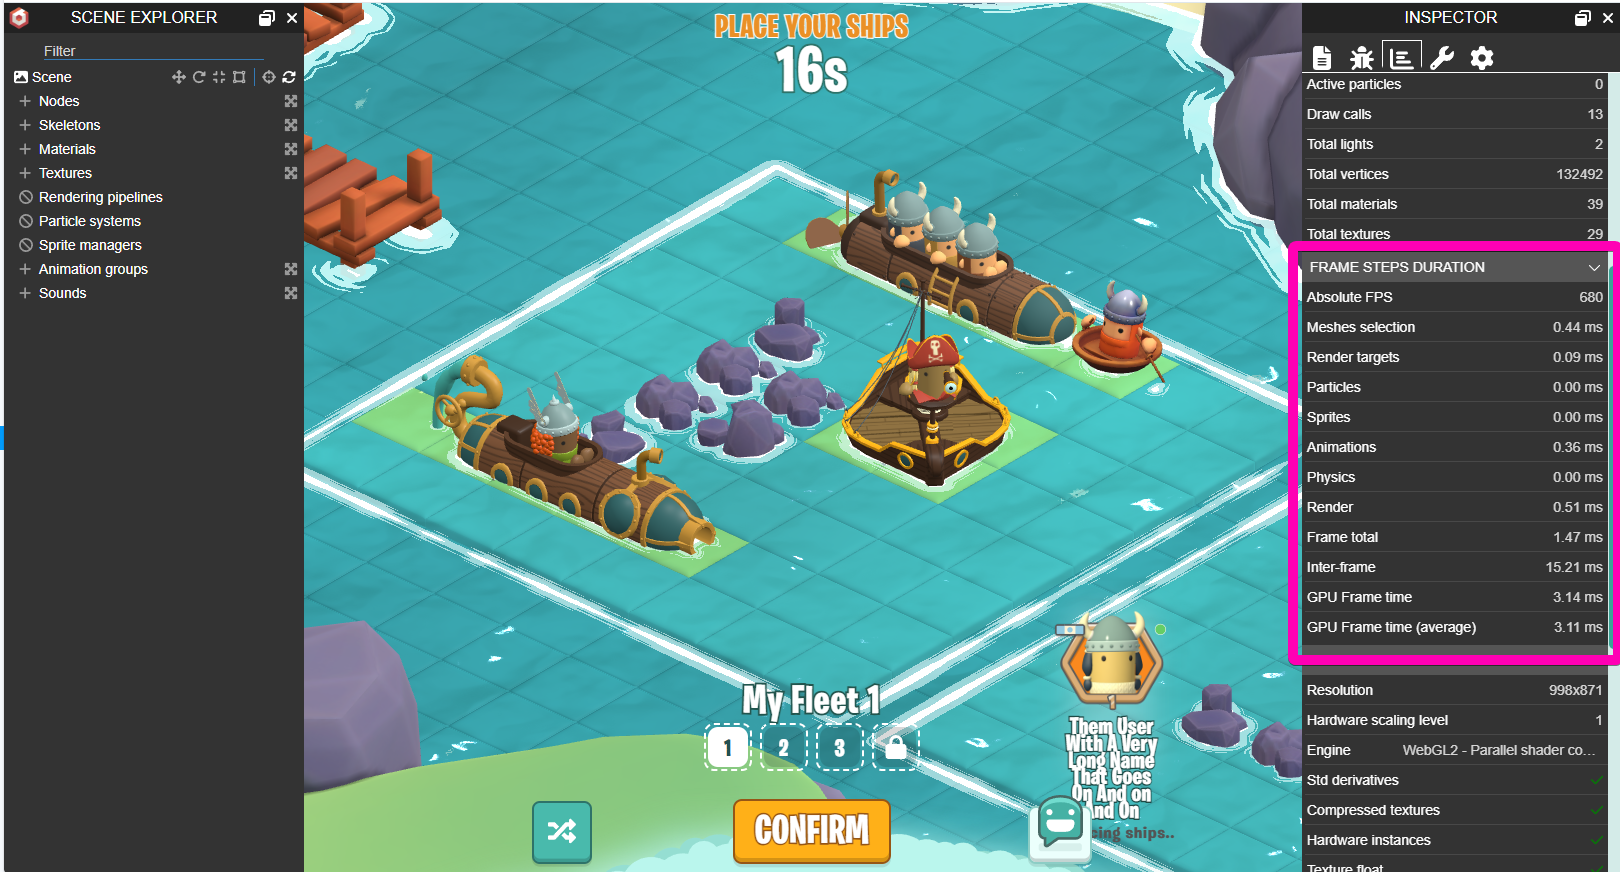 SCENE EXPLORER
Filter
Scene
Nodes
Skeletons
Materials
Textures
Rendering pipelines
Particle systems
Sprite managers
Animation groups
Sounds
PLACE YOUR SHIPS
16s
My Fleet 1
1
2
3
CONFIRM
1
Them User
With A Very
Long Name
That Goes
On And on
And On
cing ships..
INSPECTOR
Active particles 0
Draw calls 13
Total lights 2
Total vertices 132492
Total materials 39
Total textures 29
FRAME STEPS DURATION
Absolute FPS 680
Meshes selection 0.44 ms
Render targets 0.09 ms
Particles 0.00 ms
Sprites 0.00 ms
Animations 0.36 ms
Physics 0.00 ms
Render 0.51 ms
Frame total 1.47 ms
Inter-frame 15.21 ms
GPU Frame time 3.14 ms
GPU Frame time (average) 3.11 ms
Resolution 998x871
Hardware scaling level 1
Engine WebGL2 - Parallel shader co...
Std derivatives
Compressed textures
Hardware instances
Texture float